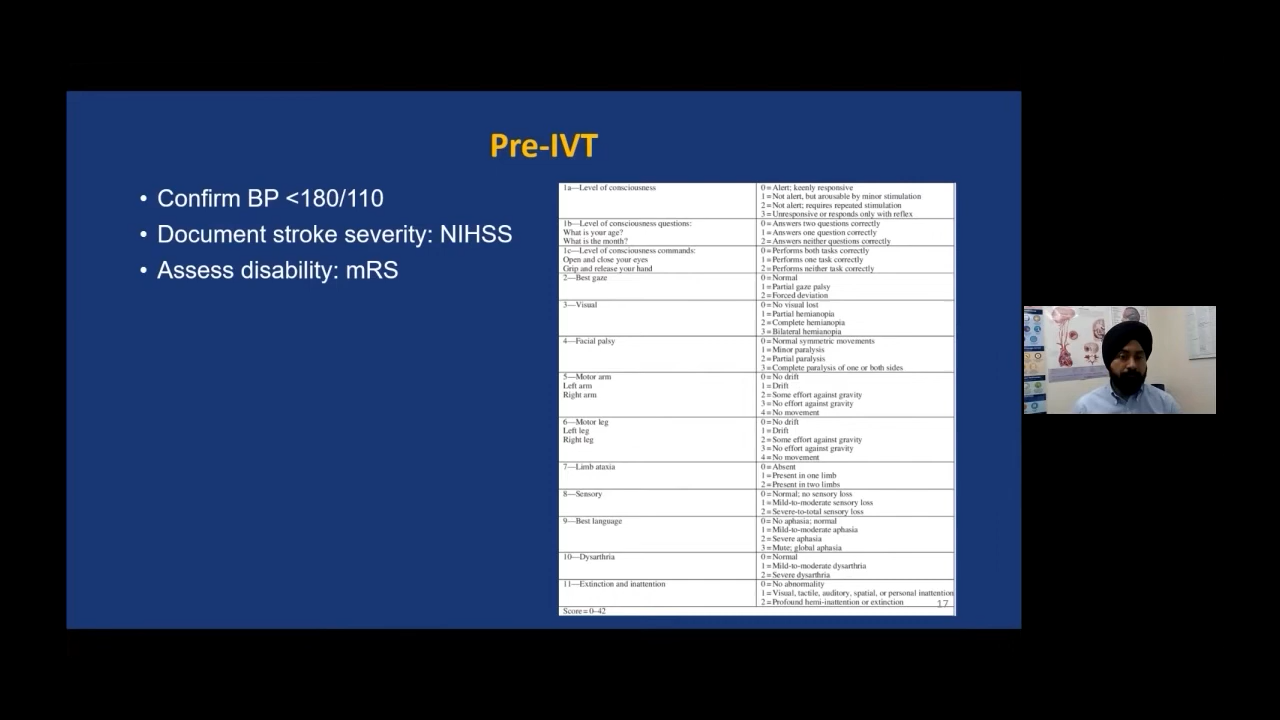 Pre-IVT
• Confirm BP <180/110
• Document stroke severity: NIHSS
• Assess disability: mRS
1a—Level of consciousness
0 = Alert; keenly responsive
1 = Not alert, but arousable by minor stimulation
2 = Not alert; requires repeated stimulation
3 = Unresponsive or responds only with reflex
1b—Level of consciousness questions:
What is your age?
What is the month?
0 = Answers two questions correctly
1 = Answers one question correctly
2 = Answers neither questions correctly
1c—Level of consciousness commands:
Open and close your eyes
Grip and release your hand
0 = Performs both tasks correctly
1 = Performs one task correctly
2 = Performs neither task correctly
2—Best gaze
0 = Normal
1 = Partial gaze palsy
2 = Forced deviation
3—Visual
0 = No visual lost
1 = Partial hemianopia
2 = Complete hemianopia
3 = Bilateral hemianopia
4—Facial palsy
0 = Normal symmetric movements
1 = Minor paralysis
2 = Partial paralysis
3 = Complete paralysis of one or both sides
5—Motor arm
Left arm
Right arm
0 = No drift
1 = Drift
2 = Some effort against gravity
3 = No effort against gravity
4 = No movement
6—Motor leg
Left leg
Right leg
0 = No drift
1 = Drift
2 = Some effort against gravity
3 = No effort against gravity
4 = No movement
7—Limb ataxia
0 = Absent
1 = Present in one limb
2 = Present in two limbs
8—Sensory
0 = Normal; no sensory loss
1 = Mild-to-moderate sensory loss
2 = Severe-to-total sensory loss
9—Best language
0 = No aphasia; normal
1 = Mild-to-moderate aphasia
2 = Severe aphasia
3 = Mute; global aphasia
10—Dysarthria
0 = Normal
1 = Mild-to-moderate dysarthria
2 = Severe dysarthria
11—Extinction and inattention
0 = No abnormality
1 = Visual, tactile, auditory, spatial, or personal inattention
2 = Profound hemi-inattention or extinction
Score = 0–42
17